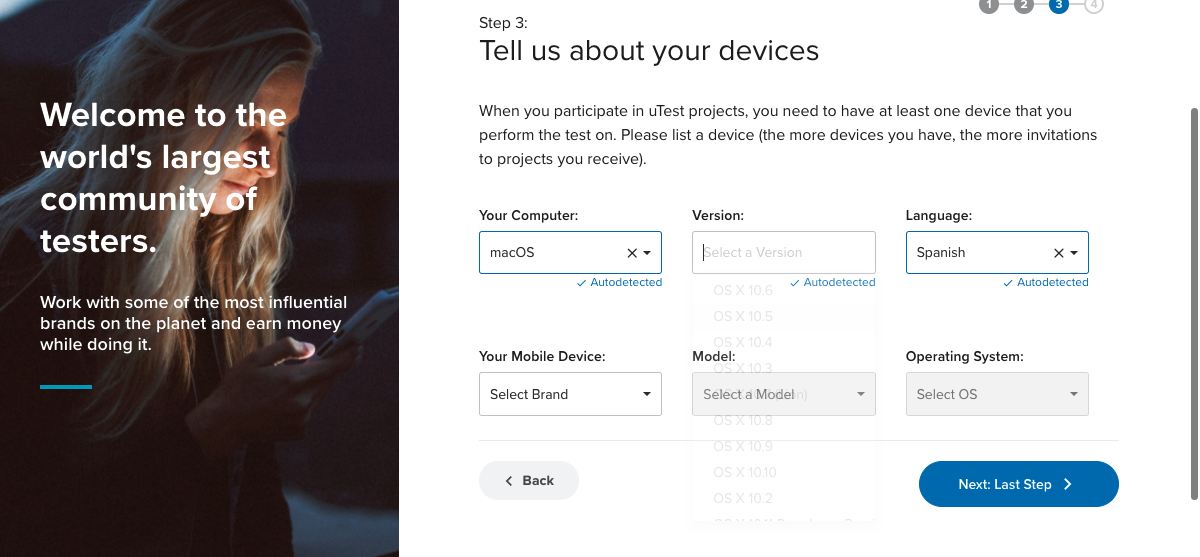 Welcome to the
world's largest
community of
testers.
Work with some of the most influential
brands on the planet and earn money
while doing it.
1 2 3 4
Step 3:
Tell us about your devices
When you participate in uTest projects, you need to have at least one device that you
perform the test on. Please list a device (the more devices you have, the more invitations
to projects you receive).
Your Computer: Version: Language:
macOS Select a Version Spanish
Autodetected Autodetected Autodetected
OS X 10.6
OS X 10.5
OS X 10.4
Your Mobile Device: Model: Operating System:
OS X 10.3
Select Brand Select a Model Select OS
OS X 10.8
OS X 10.9
OS X 10.10
Back Next: Last Step
OS X 10.2